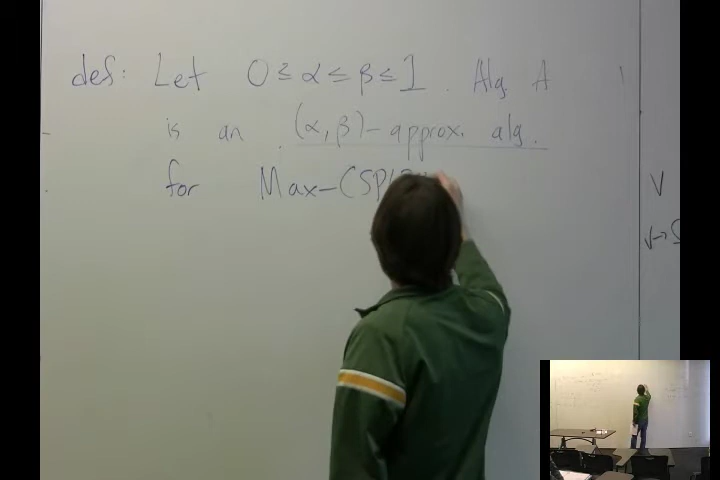 def: Let 0 ≤ α ≤ β ≤ 1. Alg A
is an (α, β)-approx. alg.
for Max-CSP(
V
V→